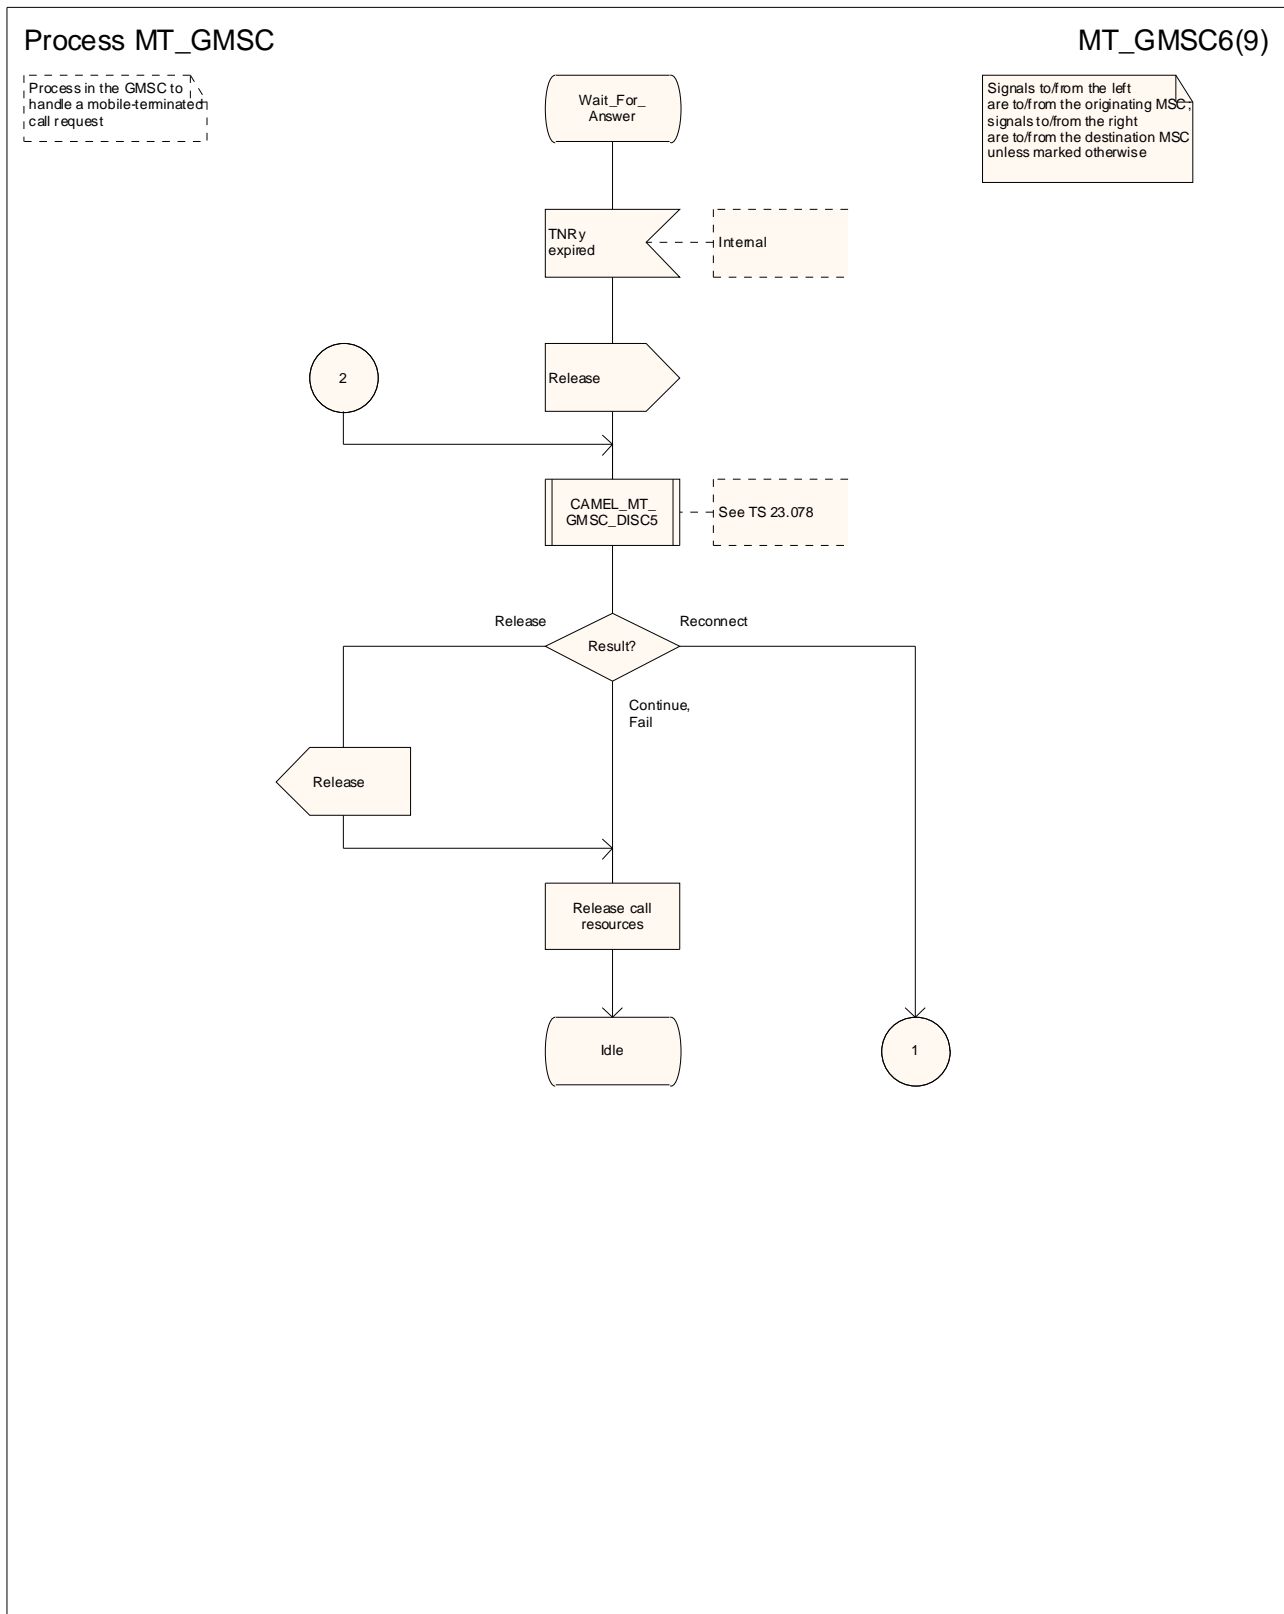 Process MT_GMSC
MT_GMSC6(9)
Process in the GMSC to
handle a mobile-terminated
call request
Signals to/from the left
are to/from the originating MSC;
signals to/from the right
are to/from the destination MSC
unless marked otherwise
Wait_For_
Answer
TNRy
expired
Internal
2
Release
CAMEL_MT_
GMSC_DISC5
See TS 23.078
Release
Reconnect
Result?
Continue,
Fail
Release
Release call
resources
Idle
1